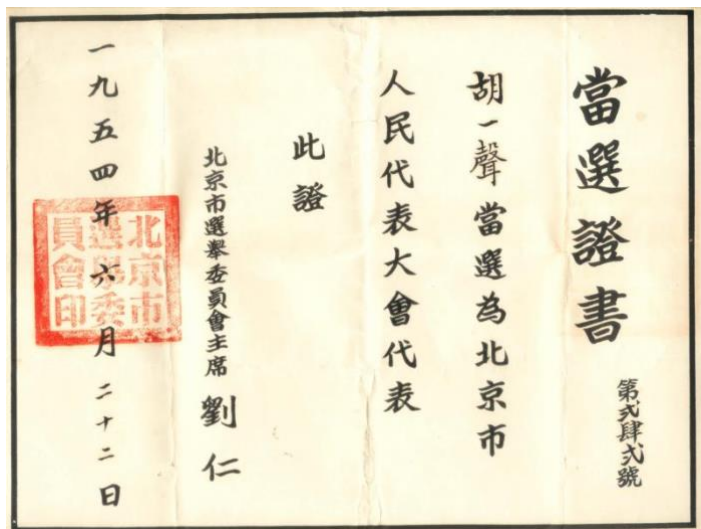 當選證書
第弍肆弍號
胡一聲當選為北京市
人民代表大會代表
此證
北京市選舉委員會主席 劉仁
一九五四年六月二十二日
北京市
選舉委
員會印